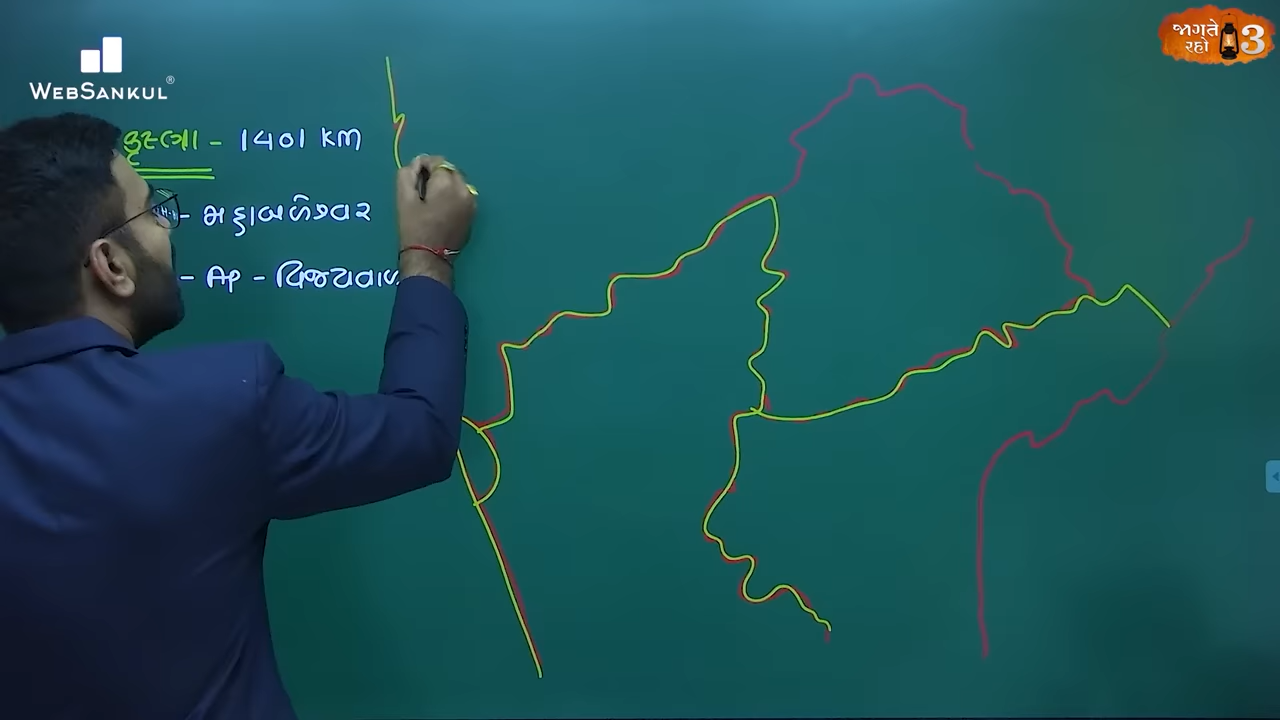 WEBSANKUL®
જાગતે
રહો 3
કૃષ્ણા - 1401 km
- મહાબળેશ્વર
- AP - વિજયવા